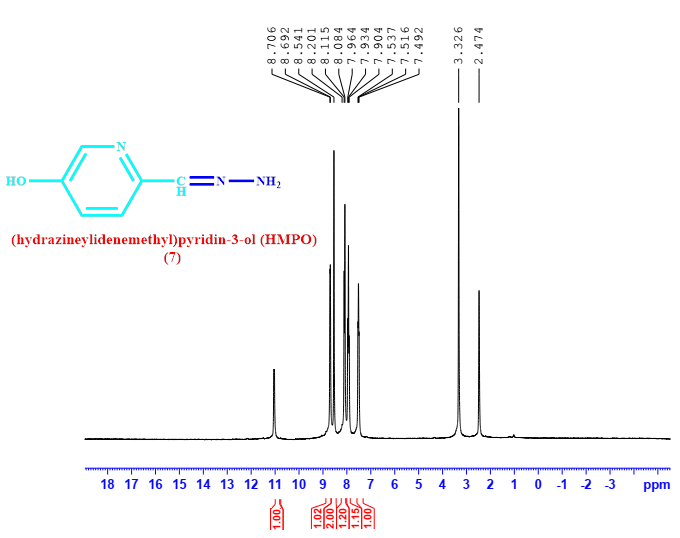 8.706
8.692
8.541
8.201
8.115
8.084
7.964
7.934
7.904
7.537
7.516
7.492
3.326
2.474
N
HO
C
H
N
NH2
(hydrazineylidenemethyl)pyridin-3-ol (HMPO)
(7)
18 17 16 15 14 13 12 11 10 9 8 7 6 5 4 3 2 1 0 -1 -2 -3 ppm
1.00
1.02
2.00
1.20
1.15
1.00